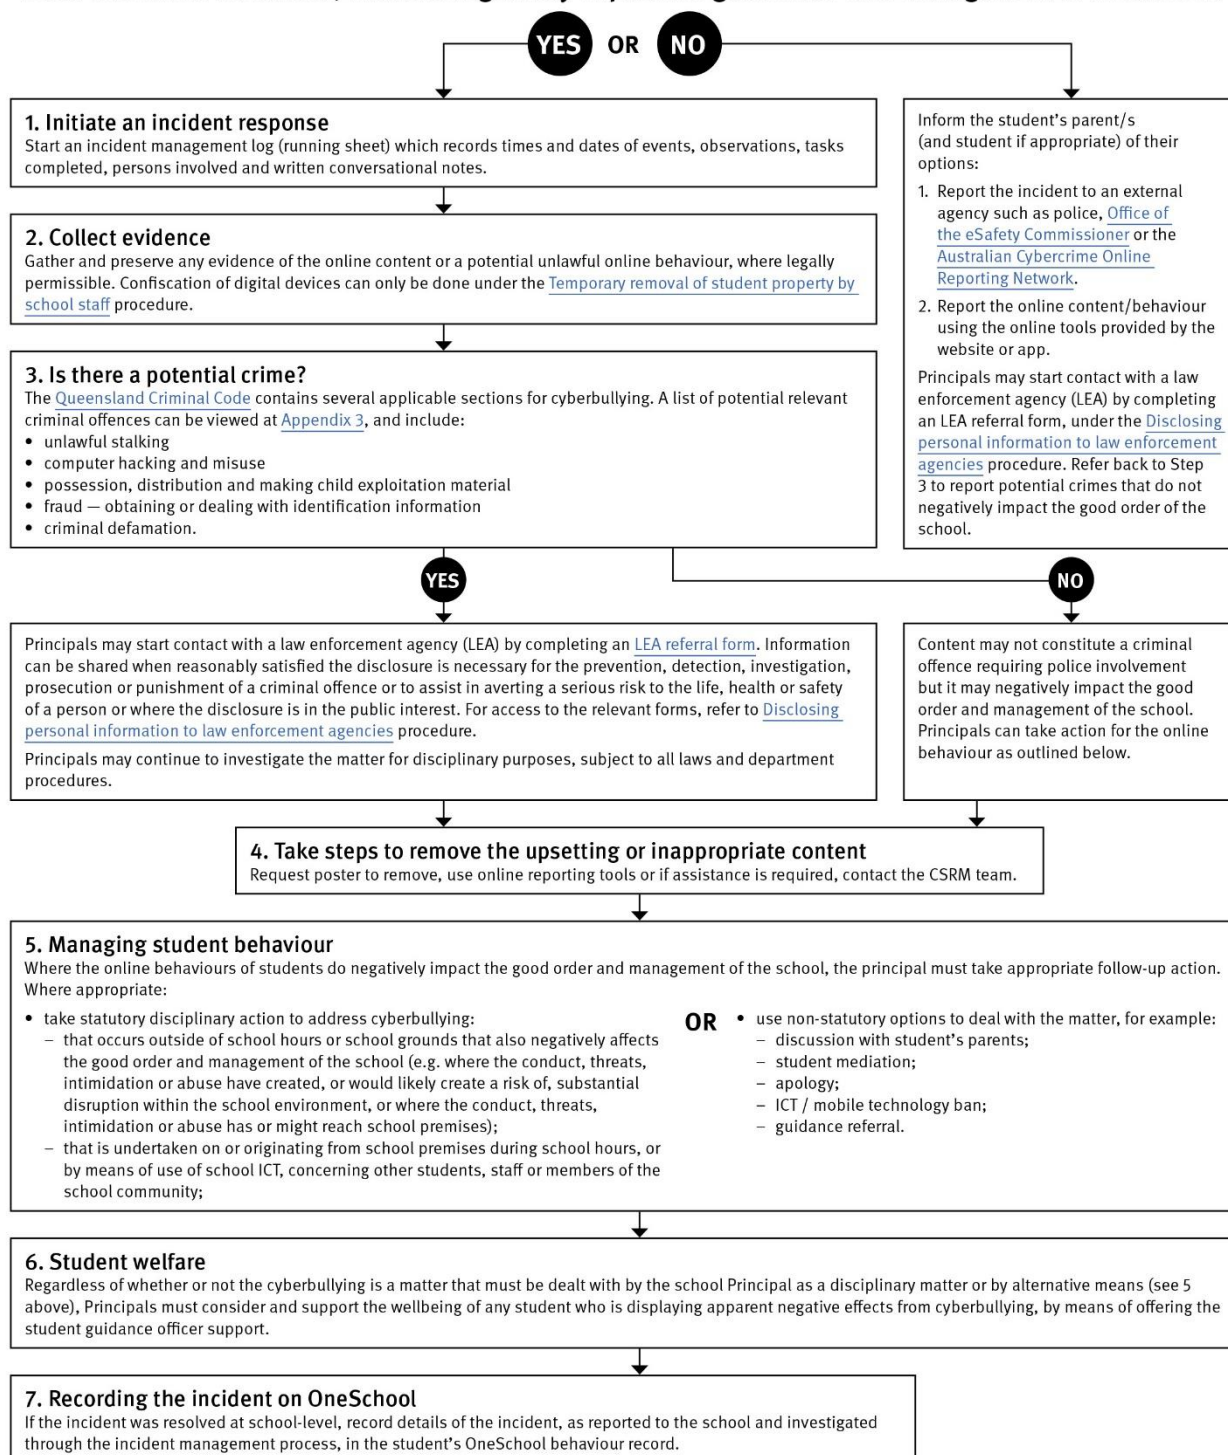 YES OR NO
1. Initiate an incident response
Start an incident management log (running sheet) which records times and dates of events, observations, tasks
completed, persons involved and written conversational notes.
2. Collect evidence
Gather and preserve any evidence of the online content or a potential unlawful online behaviour, where legally
permissible. Confiscation of digital devices can only be done under the Temporary removal of student property by
school staff procedure.
3. Is there a potential crime?
The Queensland Criminal Code contains several applicable sections for cyberbullying. A list of potential relevant
criminal offences can be viewed at Appendix 3, and include:
• unlawful stalking
• computer hacking and misuse
• possession, distribution and making child exploitation material
• fraud — obtaining or dealing with identification information
• criminal defamation.
Inform the student's parent/s
(and student if appropriate) of their
options:
1. Report the incident to an external
agency such as police, Office of
the eSafety Commissioner or the
Australian Cybercrime Online
Reporting Network.
2. Report the online content/behaviour
using the online tools provided by the
website or app.
Principals may start contact with a law
enforcement agency (LEA) by completing
an LEA referral form, under the Disclosing
personal information to law enforcement
agencies procedure. Refer back to Step
3 to report potential crimes that do not
negatively impact the good order of the
school.
YES
NO
Principals may start contact with a law enforcement agency (LEA) by completing an LEA referral form. Information
can be shared when reasonably satisfied the disclosure is necessary for the prevention, detection, investigation,
prosecution or punishment of a criminal offence or to assist in averting a serious risk to the life, health or safety
of a person or where the disclosure is in the public interest. For access to the relevant forms, refer to Disclosing
personal information to law enforcement agencies procedure.
Principals may continue to investigate the matter for disciplinary purposes, subject to all laws and department
procedures.
Content may not constitute a criminal
offence requiring police involvement
but it may negatively impact the good
order and management of the school.
Principals can take action for the online
behaviour as outlined below.
4. Take steps to remove the upsetting or inappropriate content
Request poster to remove, use online reporting tools or if assistance is required, contact the CSRM team.
5. Managing student behaviour
Where the online behaviours of students do negatively impact the good order and management of the school, the principal must take appropriate follow-up action.
Where appropriate:
• take statutory disciplinary action to address cyberbullying:
– that occurs outside of school hours or school grounds that also negatively affects
the good order and management of the school (e.g. where the conduct, threats,
intimidation or abuse have created, or would likely create a risk of, substantial
disruption within the school environment, or where the conduct, threats,
intimidation or abuse has or might reach school premises);
– that is undertaken on or originating from school premises during school hours, or
by means of use of school ICT, concerning other students, staff or members of the
school community;
OR
• use non-statutory options to deal with the matter, for example:
– discussion with student's parents;
– student mediation;
– apology;
– ICT / mobile technology ban;
– guidance referral.
6. Student welfare
Regardless of whether or not the cyberbullying is a matter that must be dealt with by the school Principal as a disciplinary matter or by alternative means (see 5
above), Principals must consider and support the wellbeing of any student who is displaying apparent negative effects from cyberbullying, by means of offering the
student guidance officer support.
7. Recording the incident on OneSchool
If the incident was resolved at school-level, record details of the incident, as reported to the school and investigated
through the incident management process, in the student's OneSchool behaviour record.